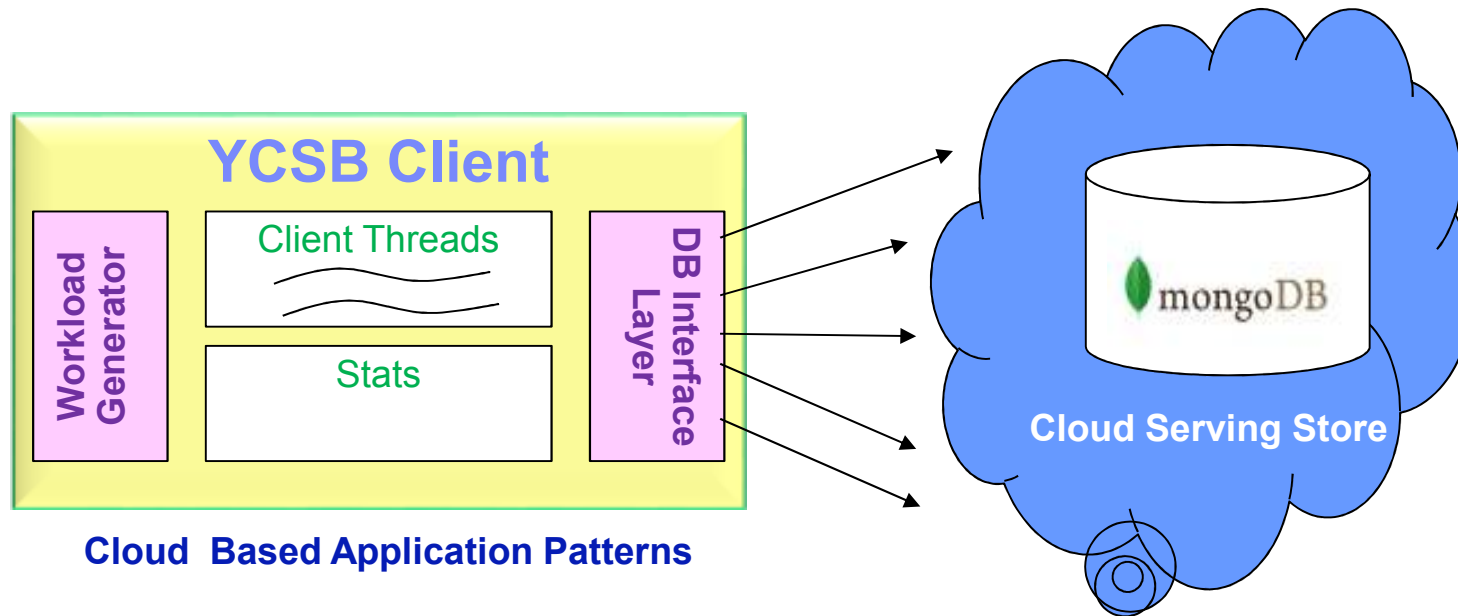 YCSB Client
Workload
Generator
Client Threads
Stats
DB Interface
Layer
mongoDB
Cloud Serving Store
Cloud Based Application Patterns